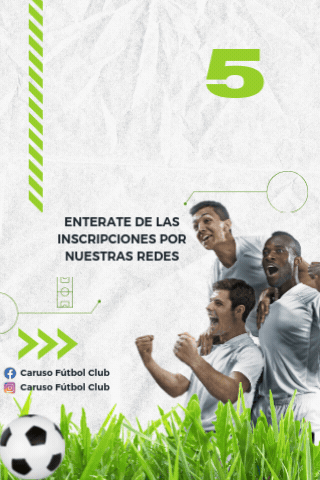 5
ENTERATE DE LAS
INSCRIPCIONES POR
NUESTRAS REDES
Caruso Fútbol Club
Caruso Fútbol Club